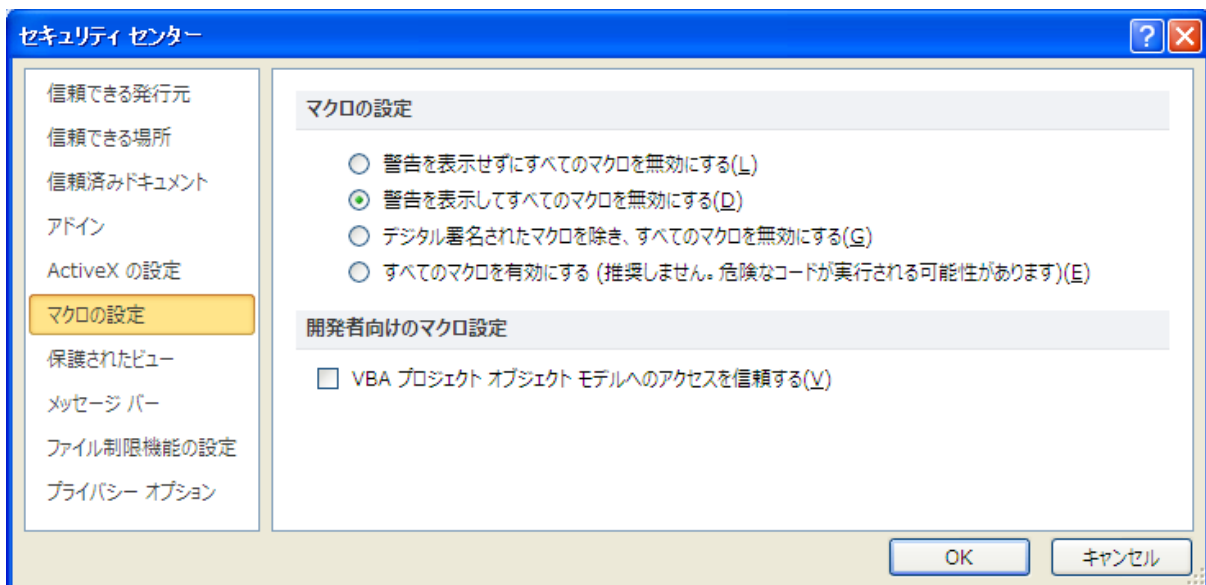 セキュリティ センター
信頼できる発行元
信頼できる場所
信頼済みドキュメント
アドイン
ActiveX の設定
マクロの設定
保護されたビュー
メッセージ バー
ファイル制限機能の設定
プライバシー オプション
マクロの設定
警告を表示せずにすべてのマクロを無効にする(L)
警告を表示してすべてのマクロを無効にする(D)
デジタル署名されたマクロを除き、すべてのマクロを無効にする(G)
すべてのマクロを有効にする (推奨しません。危険なコードが実行される可能性があります)(E)
開発者向けのマクロ設定
VBA プロジェクト オブジェクト モデルへのアクセスを信頼する(V)
OK
キャンセル